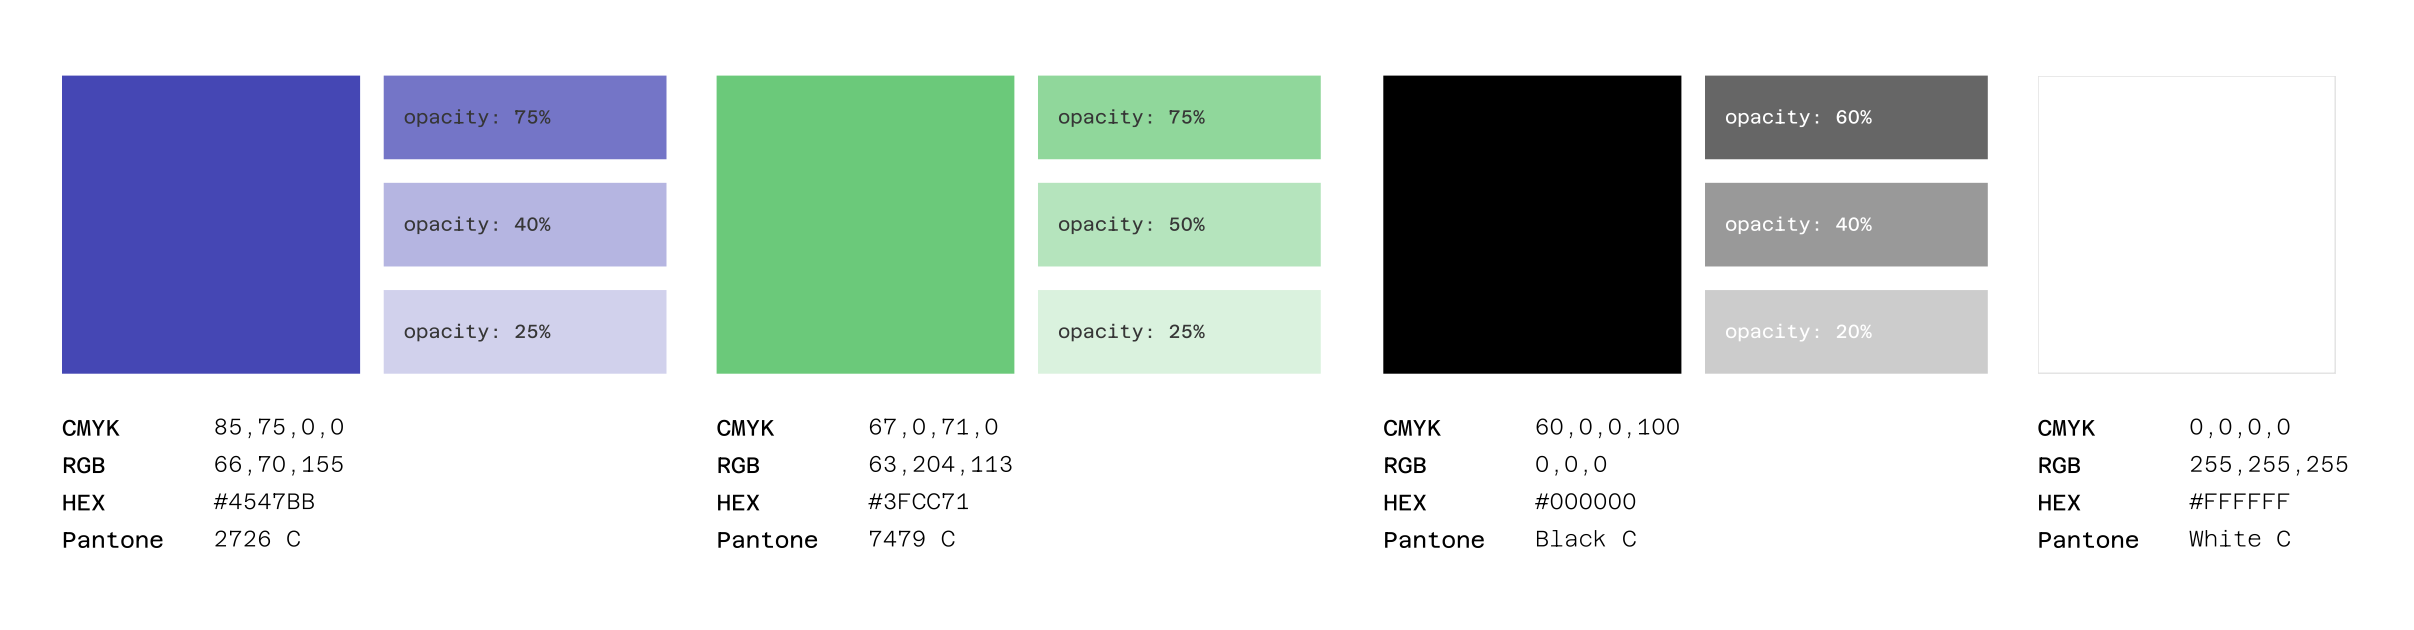 opacity: 75%
opacity: 40%
opacity: 25%
CMYK 85,75,0,0
RGB 66,70,155
HEX #4547BB
Pantone 2726 C
opacity: 75%
opacity: 50%
opacity: 25%
CMYK 67,0,71,0
RGB 63,204,113
HEX #3FCC71
Pantone 7479 C
opacity: 60%
opacity: 40%
opacity: 20%
CMYK 60,0,0,100
RGB 0,0,0
HEX #000000
Pantone Black C
CMYK 0,0,0,0
RGB 255,255,255
HEX #FFFFFF
Pantone White C